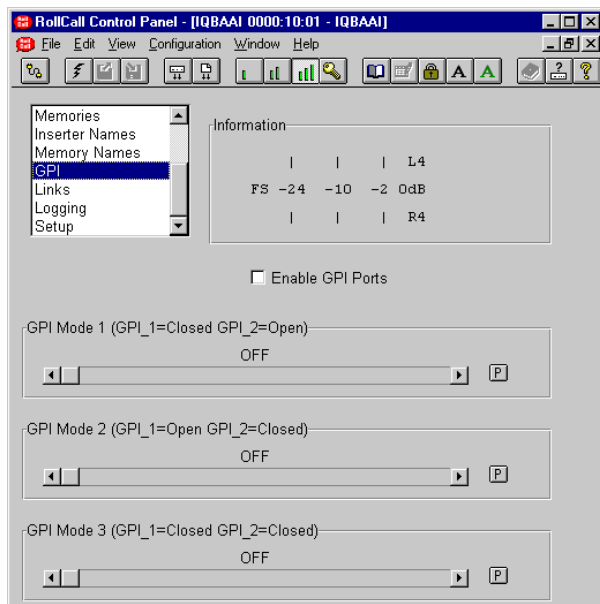 RollCall Control Panel - [IQBAAI 0000:10:01 - IQBAAI]
File Edit View Configuration Window Help
A A ? ?
Memories
Inserter Names
Memory Names
GPI
Links
Logging
Setup
Information
| | | L4
FS -24 -10 -2 0dB
| | | R4
Enable GPI Ports
GPI Mode 1 (GPI_1=Closed GPI_2=Open)
OFF
P
GPI Mode 2 (GPI_1=Open GPI_2=Closed)
OFF
P
GPI Mode 3 (GPI_1=Closed GPI_2=Closed)
OFF
P